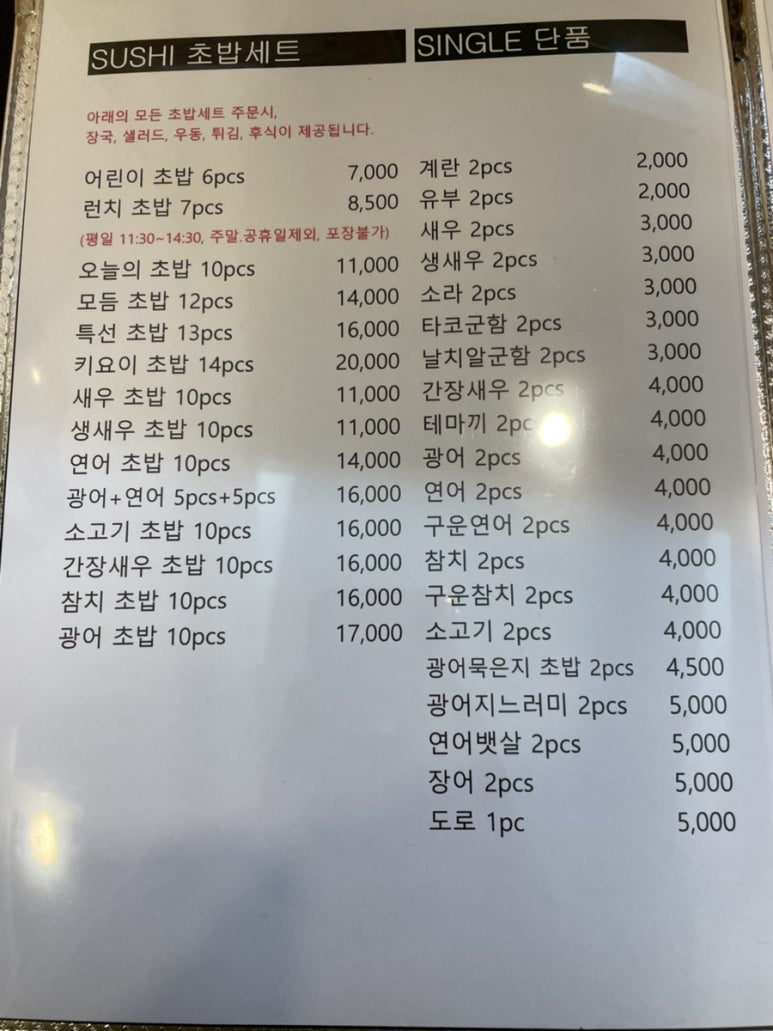 SUSHI 초밥세트
아래의 모든 초밥세트 주문시,
장국, 샐러드, 우동, 튀김, 후식이 제공됩니다.
어린이 초밥 6pcs 7,000
런치 초밥 7pcs 8,500
(평일 11:30~14:30, 주말.공휴일제외, 포장불가)
오늘의 초밥 10pcs 11,000
모듬 초밥 12pcs 14,000
특선 초밥 13pcs 16,000
키요이 초밥 14pcs 20,000
새우 초밥 10pcs 11,000
생새우 초밥 10pcs 11,000
연어 초밥 10pcs 14,000
광어+연어 5pcs+5pcs 16,000
소고기 초밥 10pcs 16,000
간장새우 초밥 10pcs 16,000
참치 초밥 10pcs 16,000
광어 초밥 10pcs 17,000
SINGLE 단품
계란 2pcs 2,000
유부 2pcs 2,000
새우 2pcs 3,000
생새우 2pcs 3,000
소라 2pcs 3,000
타코군함 2pcs 3,000
날치알군함 2pcs 3,000
간장새우 2pcs 4,000
테마끼 2pc 4,000
광어 2pcs 4,000
연어 2pcs 4,000
구운연어 2pcs 4,000
참치 2pcs 4,000
구운참치 2pcs 4,000
소고기 2pcs 4,000
광어묵은지 초밥 2pcs 4,500
광어지느러미 2pcs 5,000
연어뱃살 2pcs 5,000
장어 2pcs 5,000
도로 1pc 5,000